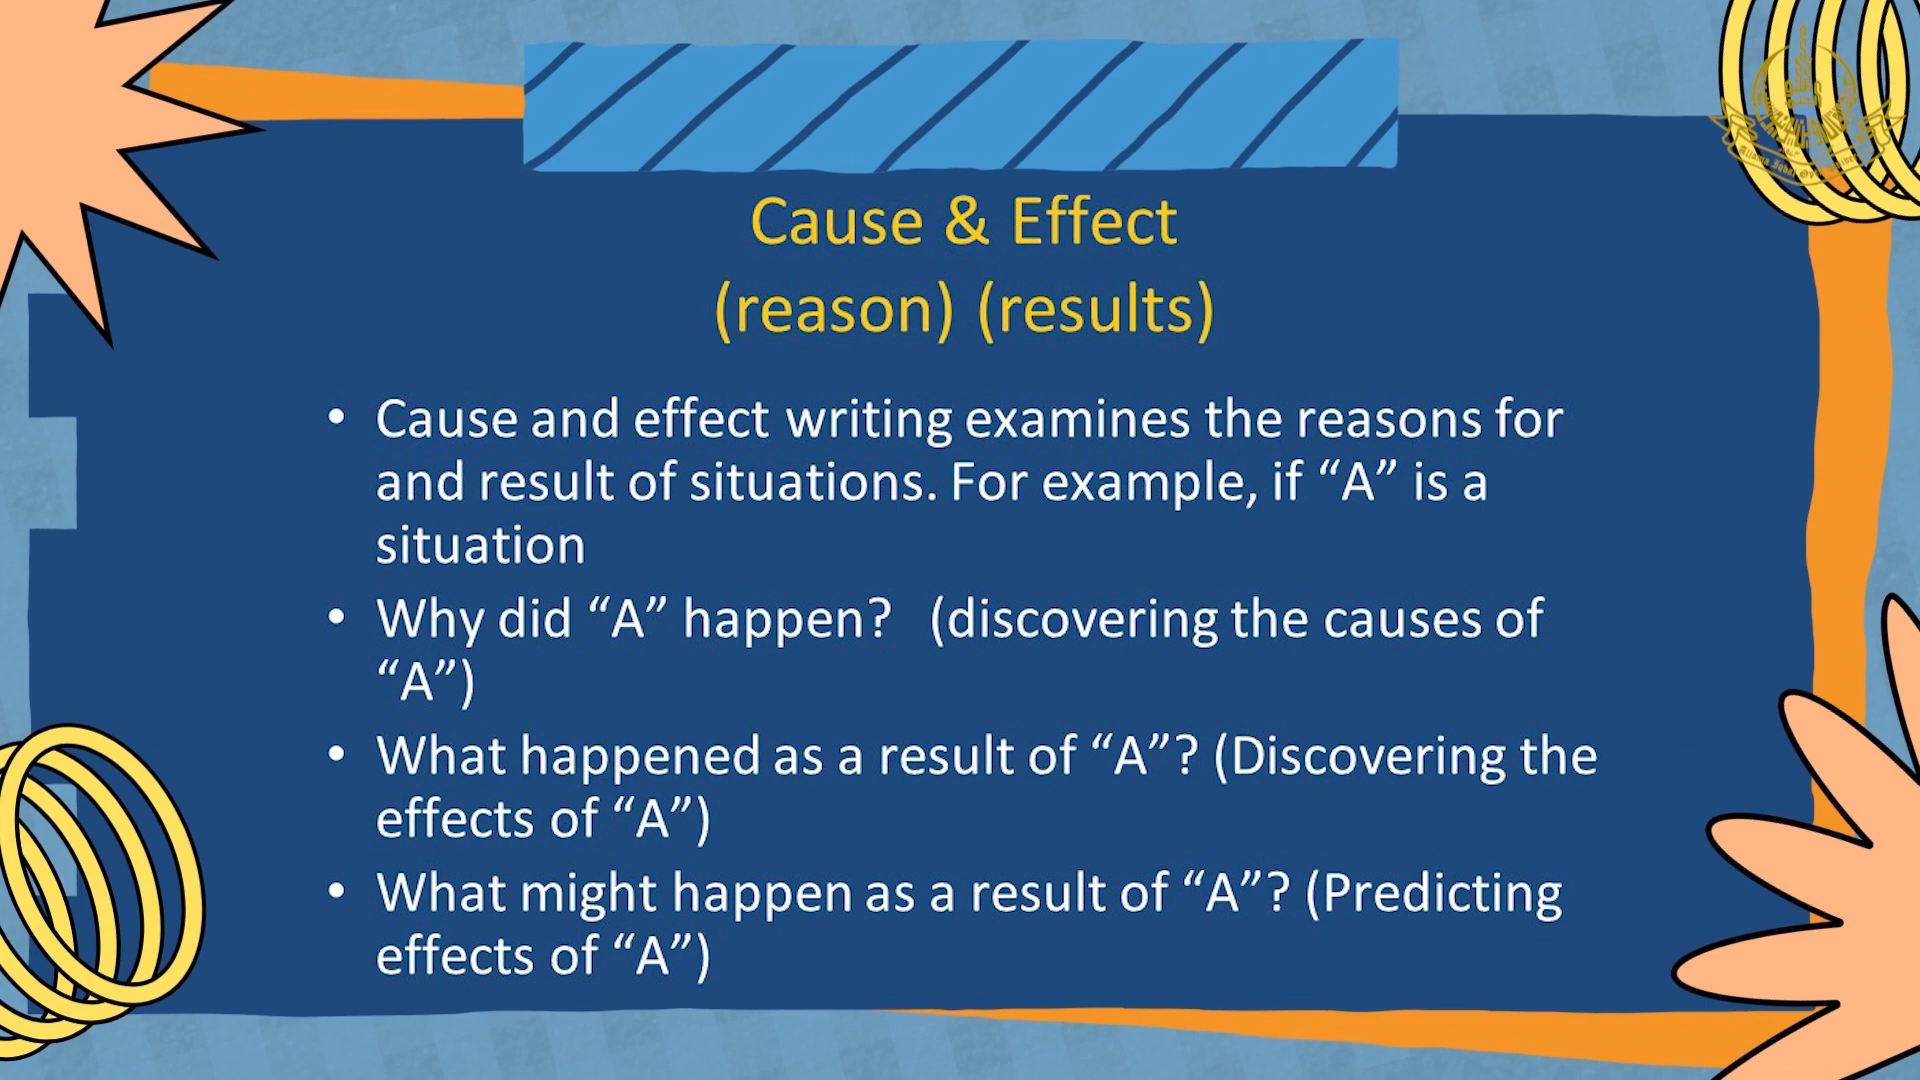 Cause & Effect
(reason) (results)
• Cause and effect writing examines the reasons for
and result of situations. For example, if “A” is a
situation
• Why did “A” happen?   (discovering the causes of
“A”)
• What happened as a result of “A”? (Discovering the
effects of “A”)
• What might happen as a result of “A”? (Predicting
effects of “A”)